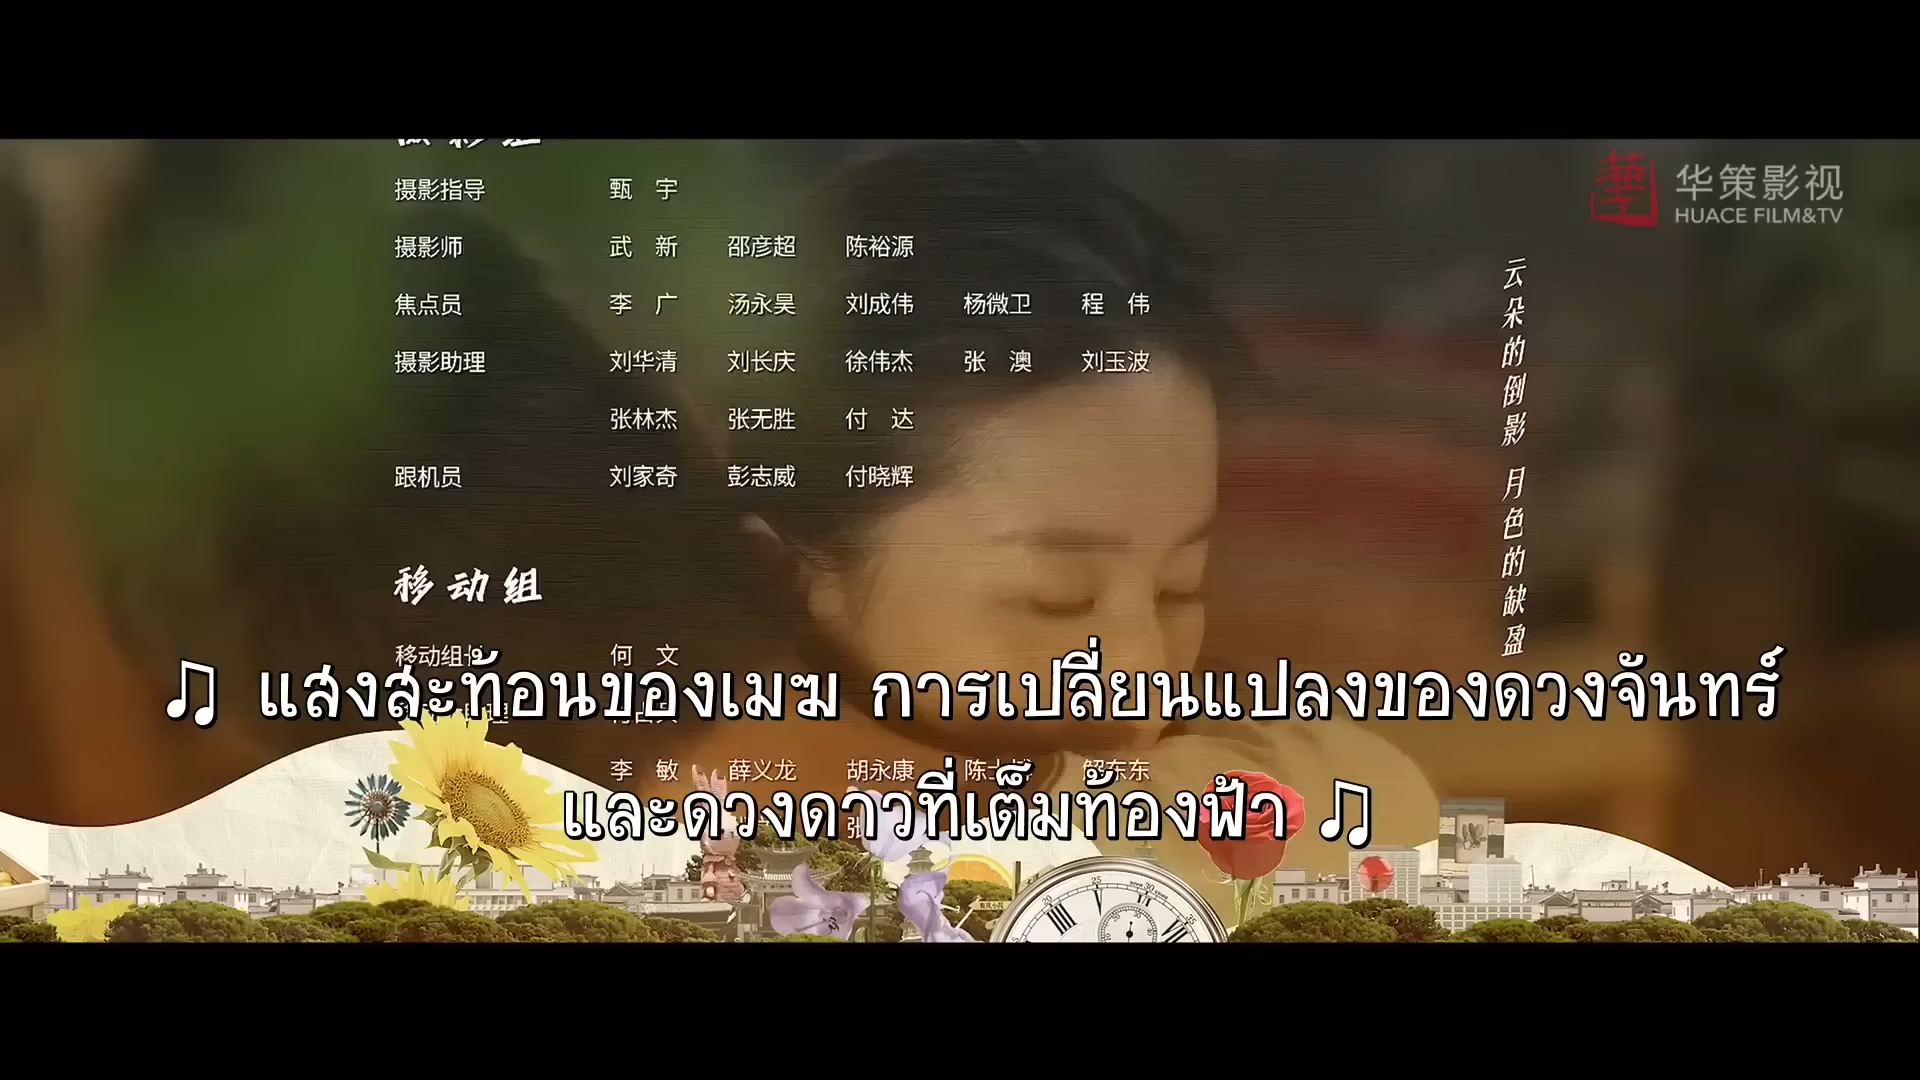 华策影视
HUACE FILM&TV
摄影指导 甄 宇
摄影师 武 新 邵彦超 陈裕源
焦点员 李 广 汤永昊 刘成伟 杨微卫 程 伟
摄影助理 刘华清 刘长庆 徐伟杰 张 澳 刘玉波
张林杰 张无胜 付 达
跟机员 刘家奇 彭志威 付晓辉
云朵的倒影 月色的缺盈
移动组
移动组长 何 文
♫ แสงสะท้อนของเมฆ การเปลี่ยนแปลงของดวงจันทร์
李 敏 薛义龙 胡永康 解东东
และดวงดาวที่เต็มท้องฟ้า ♫